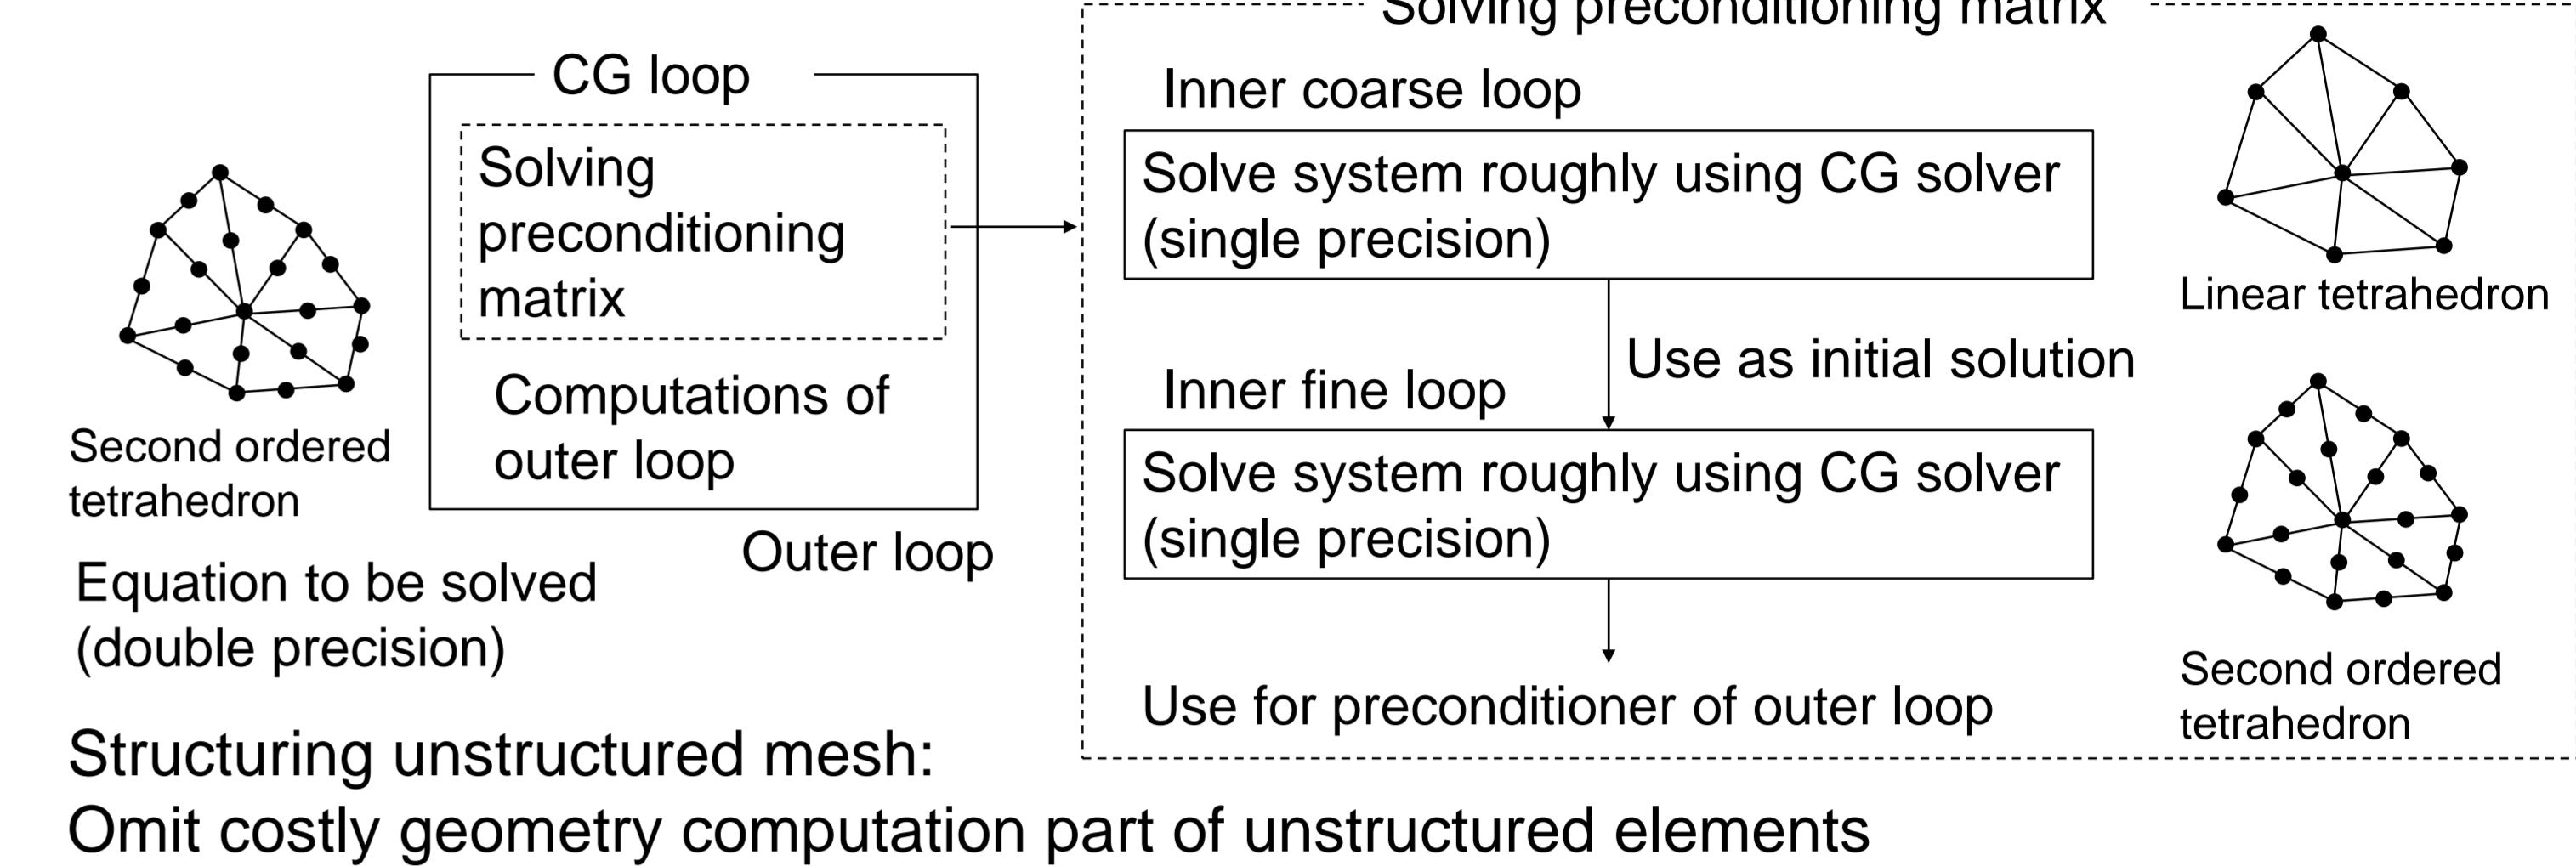 CG loop
Solving
preconditioning
matrix
Computations of
outer loop
Outer loop
Second ordered
tetrahedron
Equation to be solved
(double precision)
Solving preconditioning matrix
Inner coarse loop
Solve system roughly using CG solver
(single precision)
Use as initial solution
Inner fine loop
Solve system roughly using CG solver
(single precision)
Use for preconditioner of outer loop
Linear tetrahedron
Second ordered
tetrahedron
Structuring unstructured mesh:
Omit costly geometry computation part of unstructured elements